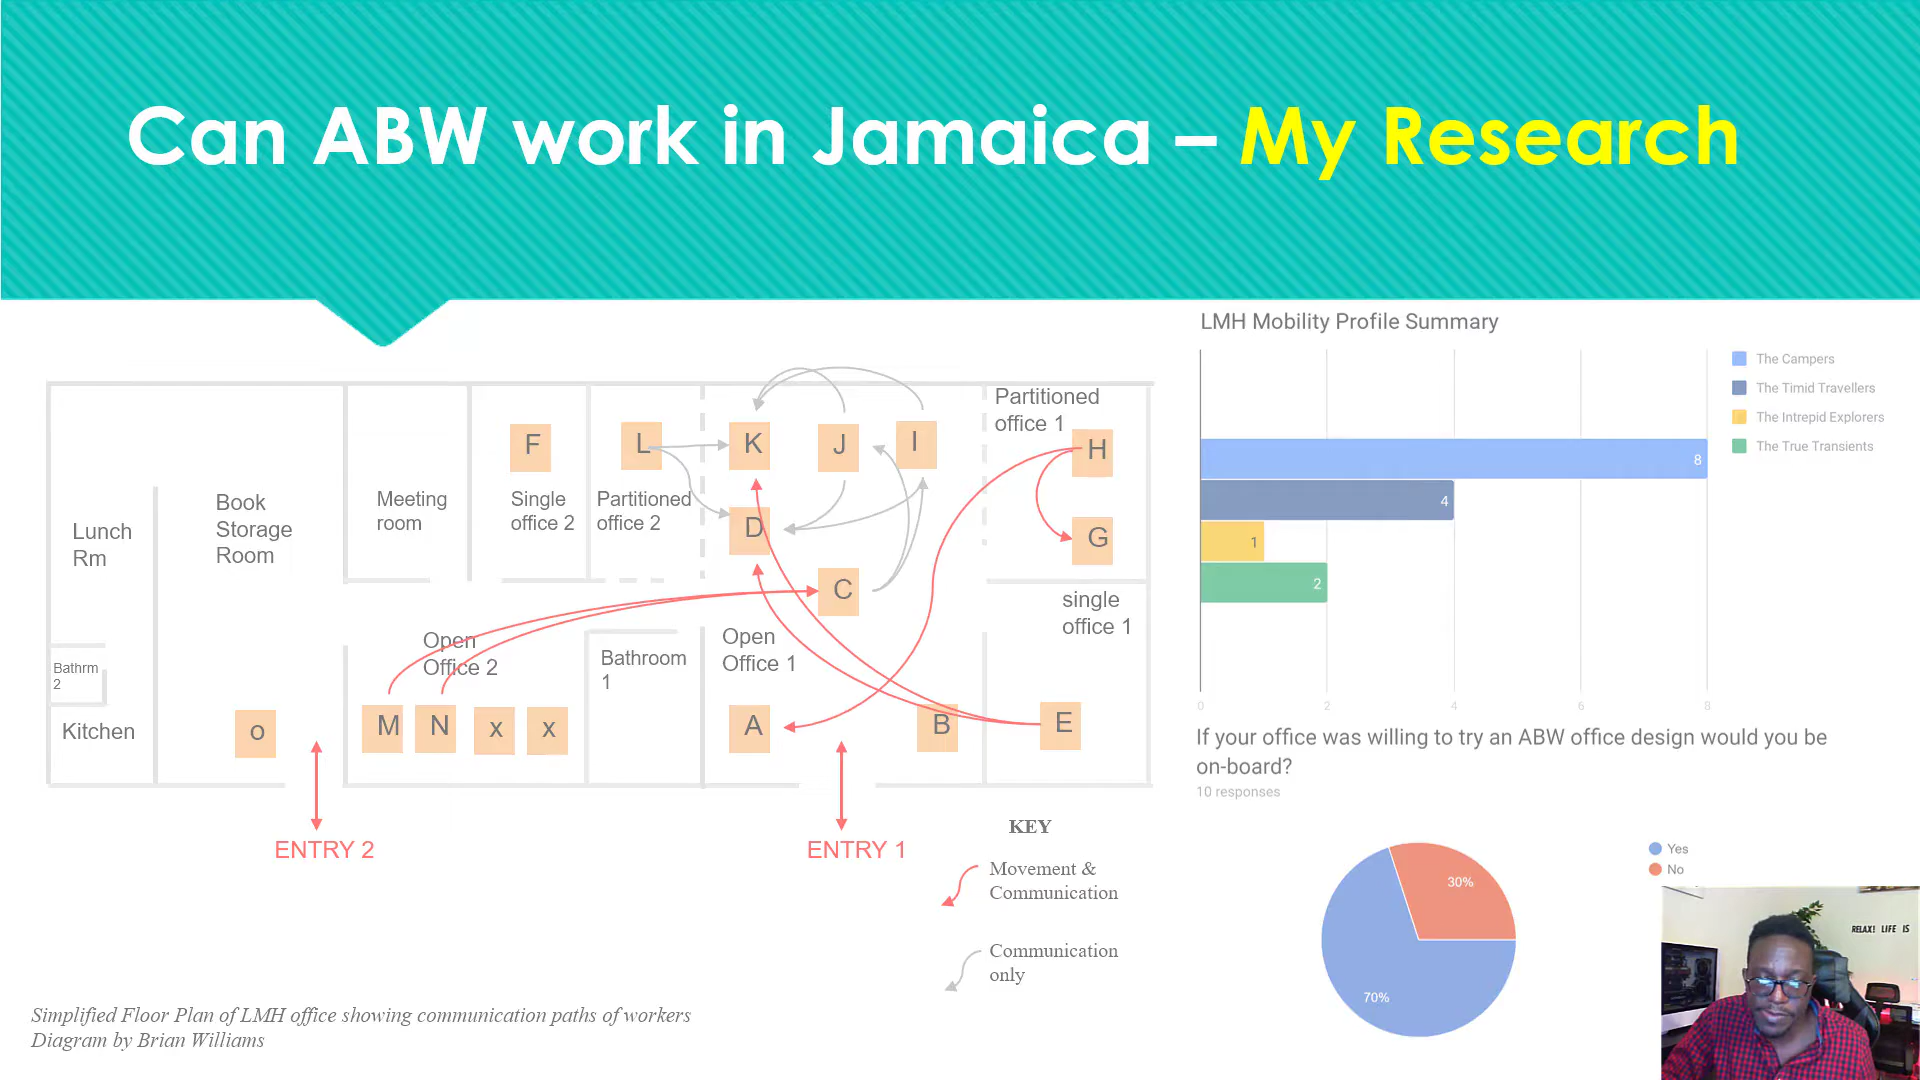 Can ABW work in Jamaica – My Research
LMH Mobility Profile Summary
The Campers
The Timid Travellers
The Intrepid Explorers
The True Transients
8
4
1
2
0 2 4 6 8
Partitioned
office 1
F
L
K
J
I
H
Lunch
Rm
Book
Storage
Room
Meeting
room
Single
office 2
Partitioned
office 2
D
G
C
single
office 1
Open
Office 2
Bathroom
1
Open
Office 1
Bathrm
2
Kitchen
o
M
N
x
x
A
B
E
ENTRY 2
ENTRY 1
KEY
Movement &
Communication
Communication
only
If your office was willing to try an ABW office design would you be
on-board?
10 responses
Yes
No
30%
70%
RELAX! LIFE IS
Simplified Floor Plan of LMH office showing communication paths of workers
Diagram by Brian Williams